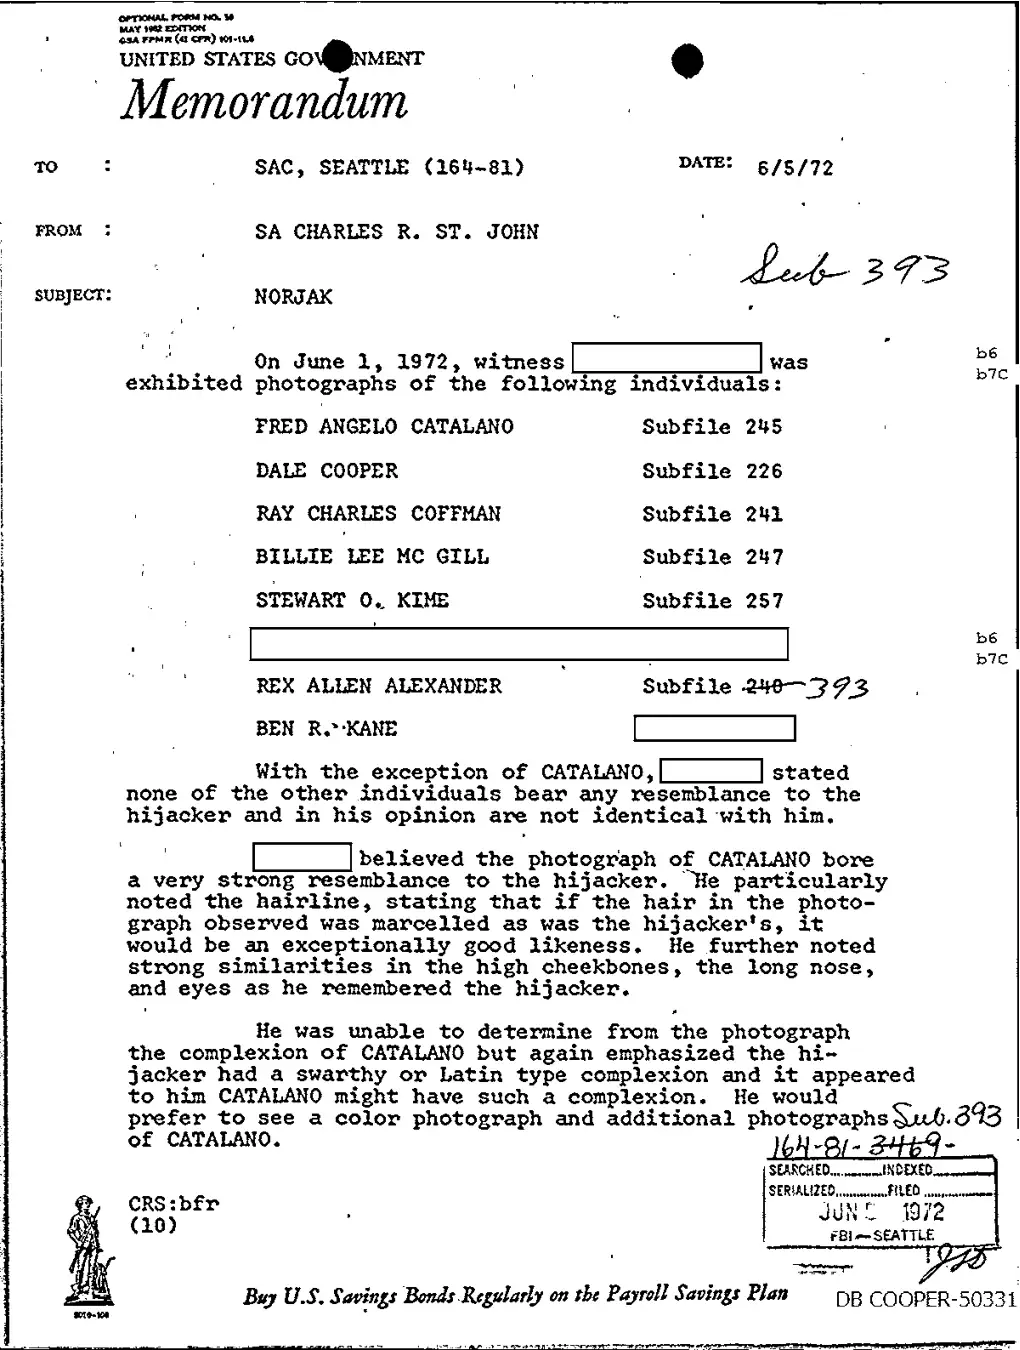 OPTIONAL FORM NO. 10
MAY 1962 EDITION
GSA FPMR (41 CFR) 101-11.6
UNITED STATES GOVERNMENT
Memorandum
TO : SAC, SEATTLE (164-81) DATE: 6/5/72
FROM : SA CHARLES R. ST. JOHN
Sub 393
SUBJECT: NORJAK
On June 1, 1972, witness was b6
exhibited photographs of the following individuals: b7C
FRED ANGELO CATALANO Subfile 245
DALE COOPER Subfile 226
RAY CHARLES COFFMAN Subfile 241
BILLIE LEE MC GILL Subfile 247
STEWART O. KIME Subfile 257
b6
b7C
REX ALLEN ALEXANDER Subfile 240 393
BEN R. KANE
With the exception of CATALANO, stated
none of the other individuals bear any resemblance to the
hijacker and in his opinion are not identical with him.
believed the photograph of CATALANO bore
a very strong resemblance to the hijacker. He particularly
noted the hairline, stating that if the hair in the photo-
graph observed was marcelled as was the hijacker's, it
would be an exceptionally good likeness. He further noted
strong similarities in the high cheekbones, the long nose,
and eyes as he remembered the hijacker.
He was unable to determine from the photograph
the complexion of CATALANO but again emphasized the hi-
jacker had a swarthy or Latin type complexion and it appeared
to him CATALANO might have such a complexion. He would
prefer to see a color photograph and additional photographs Sub. 393
of CATALANO.
164-81-3469-
SEARCHED INDEXED
SERIALIZED FILED
CRS:bfr
(10)
JUN 1972
FBI-SEATTLE
Buy U.S. Savings Bonds Regularly on the Payroll Savings Plan
DB COOPER-50331